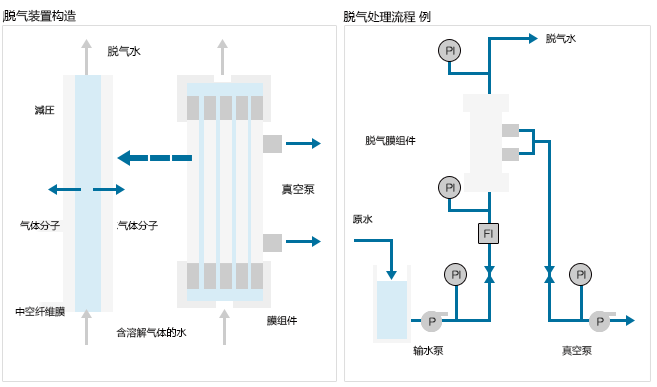 脱气装置构造
脱气水
减压
气体分子
气体分子
中空纤维膜
含溶解气体的水
真空泵
膜组件
脱气处理流程 例
PI
脱气水
脱气膜组件
PI
原水
FI
PI
PI
P
P
输水泵
真空泵